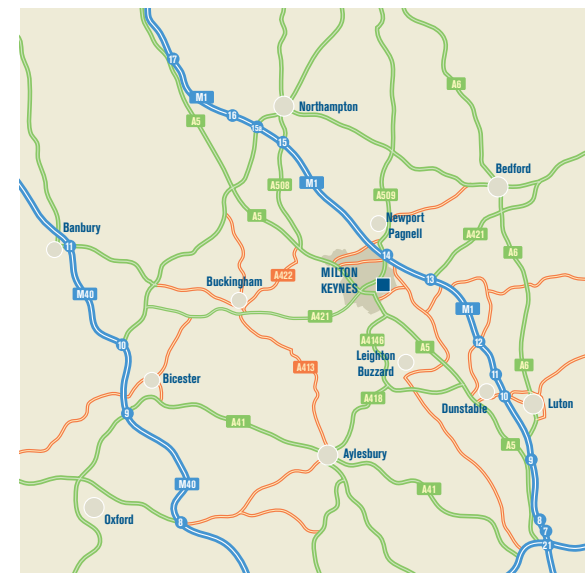 17
M1
A5
16
15a
Northampton
15
A6
A508
M1
A509
Bedford
A5
Newport
Pagnell
A421
A6
Banbury
11
14
MILTON
KEYNES
13
A422
Buckingham
M40
M1
A421
12
10
A4146
A5
Leighton
Buzzard
A6
11
A413
Bicester
10
Dunstable
Luton
A418
9
A41
A5
Aylesbury
9
M40
A41
Oxford
8
8
7
21